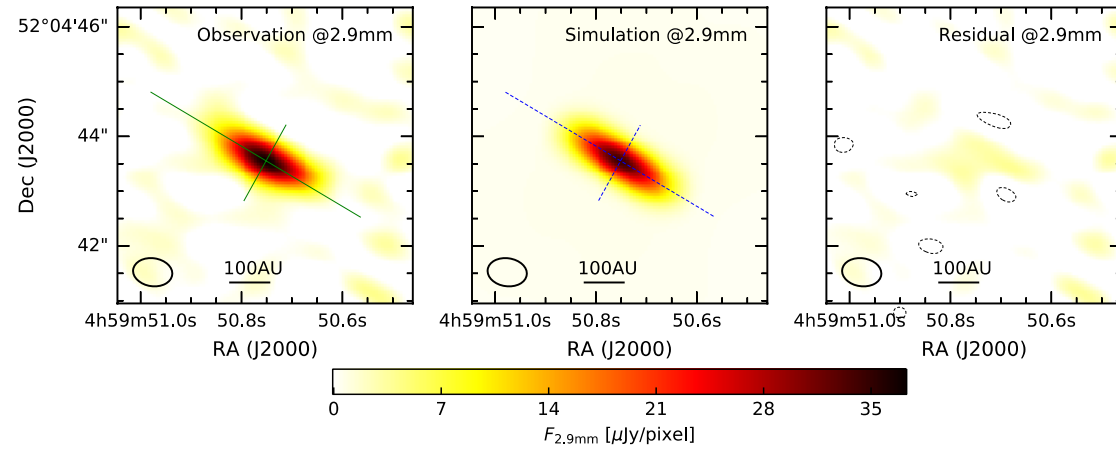 52°04'46"
44"
42"
Dec (J2000)
Observation @2.9mm
Simulation @2.9mm
Residual @2.9mm
100AU
100AU
100AU
4h59m51.0s 50.8s 50.6s
4h59m51.0s 50.8s 50.6s
4h59m51.0s 50.8s 50.6s
RA (J2000)
RA (J2000)
RA (J2000)
0 7 14 21 28 35
F2.9mm [μJy/pixel]